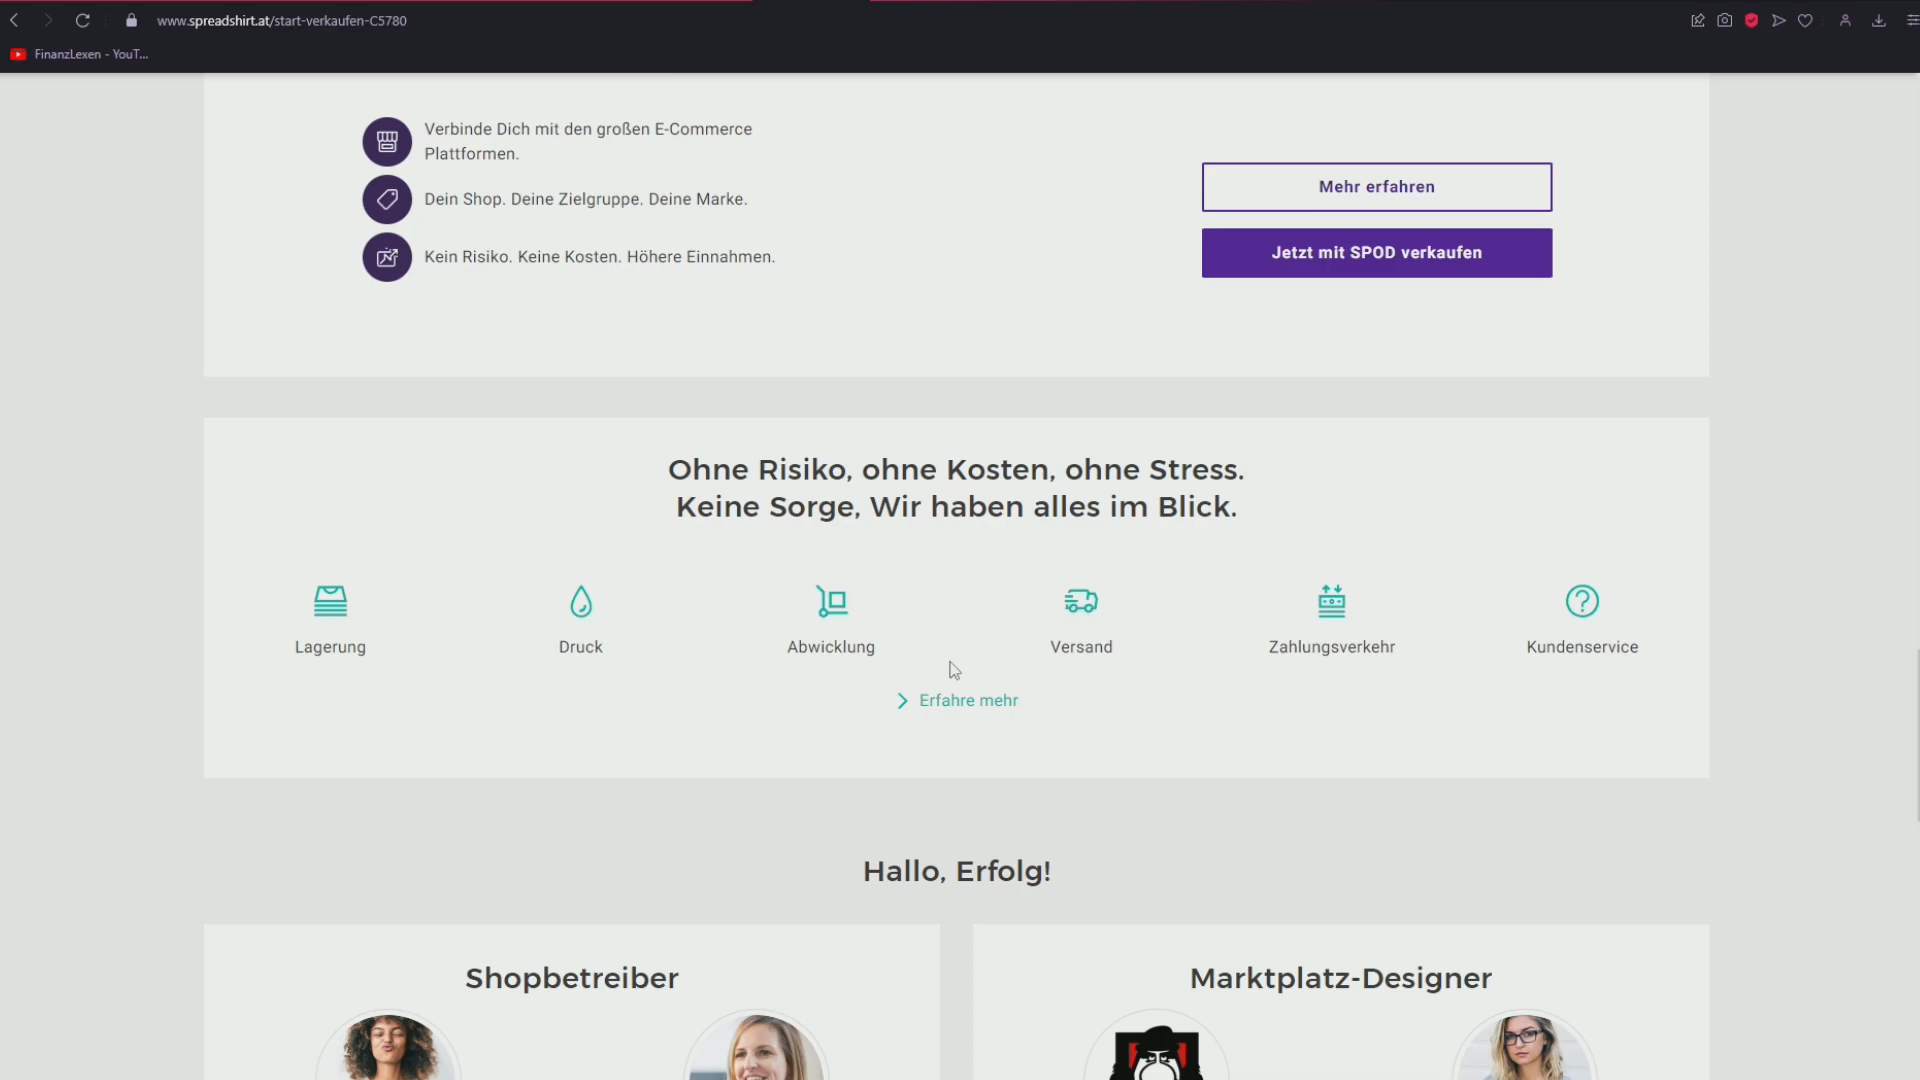 www.spreadshirt.at/start-verkaufen-C5780
FinanzLexen - YouT...
Verbinde Dich mit den großen E-Commerce
Plattformen.
Dein Shop. Deine Zielgruppe. Deine Marke.
Kein Risiko. Keine Kosten. Höhere Einnahmen.
Mehr erfahren
Jetzt mit SPOD verkaufen
Ohne Risiko, ohne Kosten, ohne Stress.
Keine Sorge, Wir haben alles im Blick.
Lagerung
Druck
Abwicklung
Versand
Zahlungsverkehr
Kundenservice
Erfahre mehr
Hallo, Erfolg!
Shopbetreiber
Marktplatz-Designer